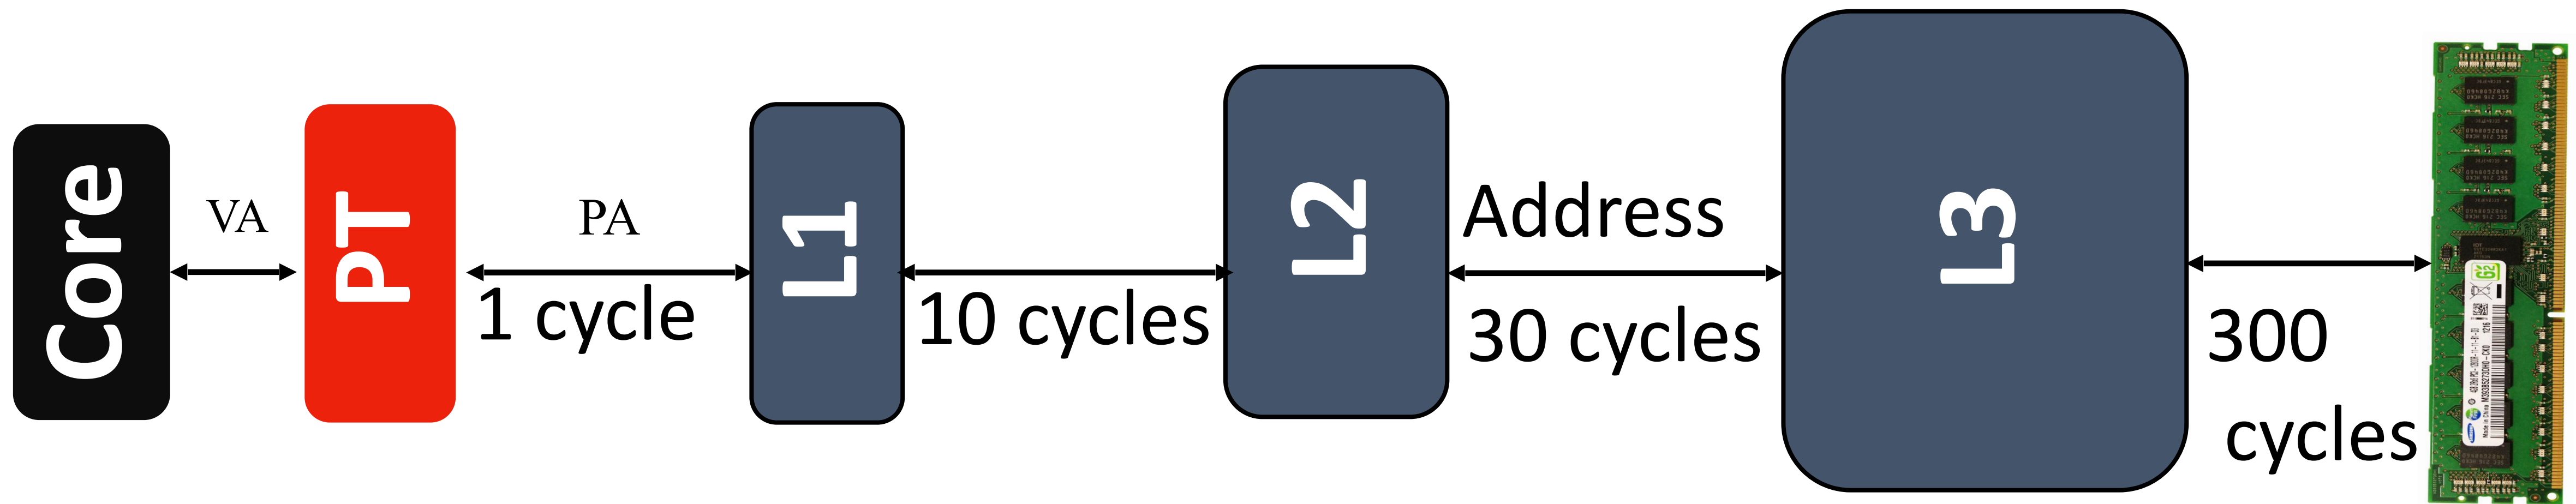 Core
VA
PT
PA
1 cycle
L1
10 cycles
L2
Address
30 cycles
L3
300
cycles